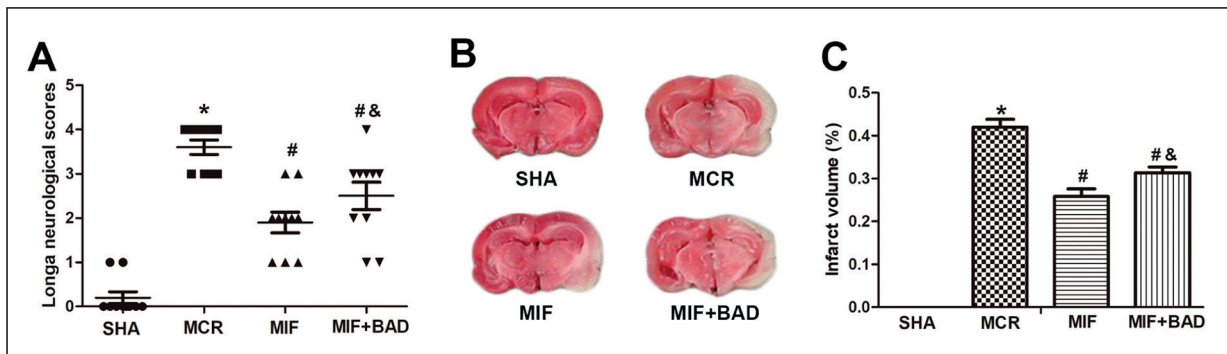 A
Longa neurological scores
5
4
3
2
1
0
*
#
# &
SHA
MCR
MIF
MIF+BAD
B
SHA
MCR
MIF
MIF+BAD
C
Infarct volume (%)
0.5
0.4
0.3
0.2
0.1
0.0
*
#
# &
SHA
MCR
MIF
MIF+BAD